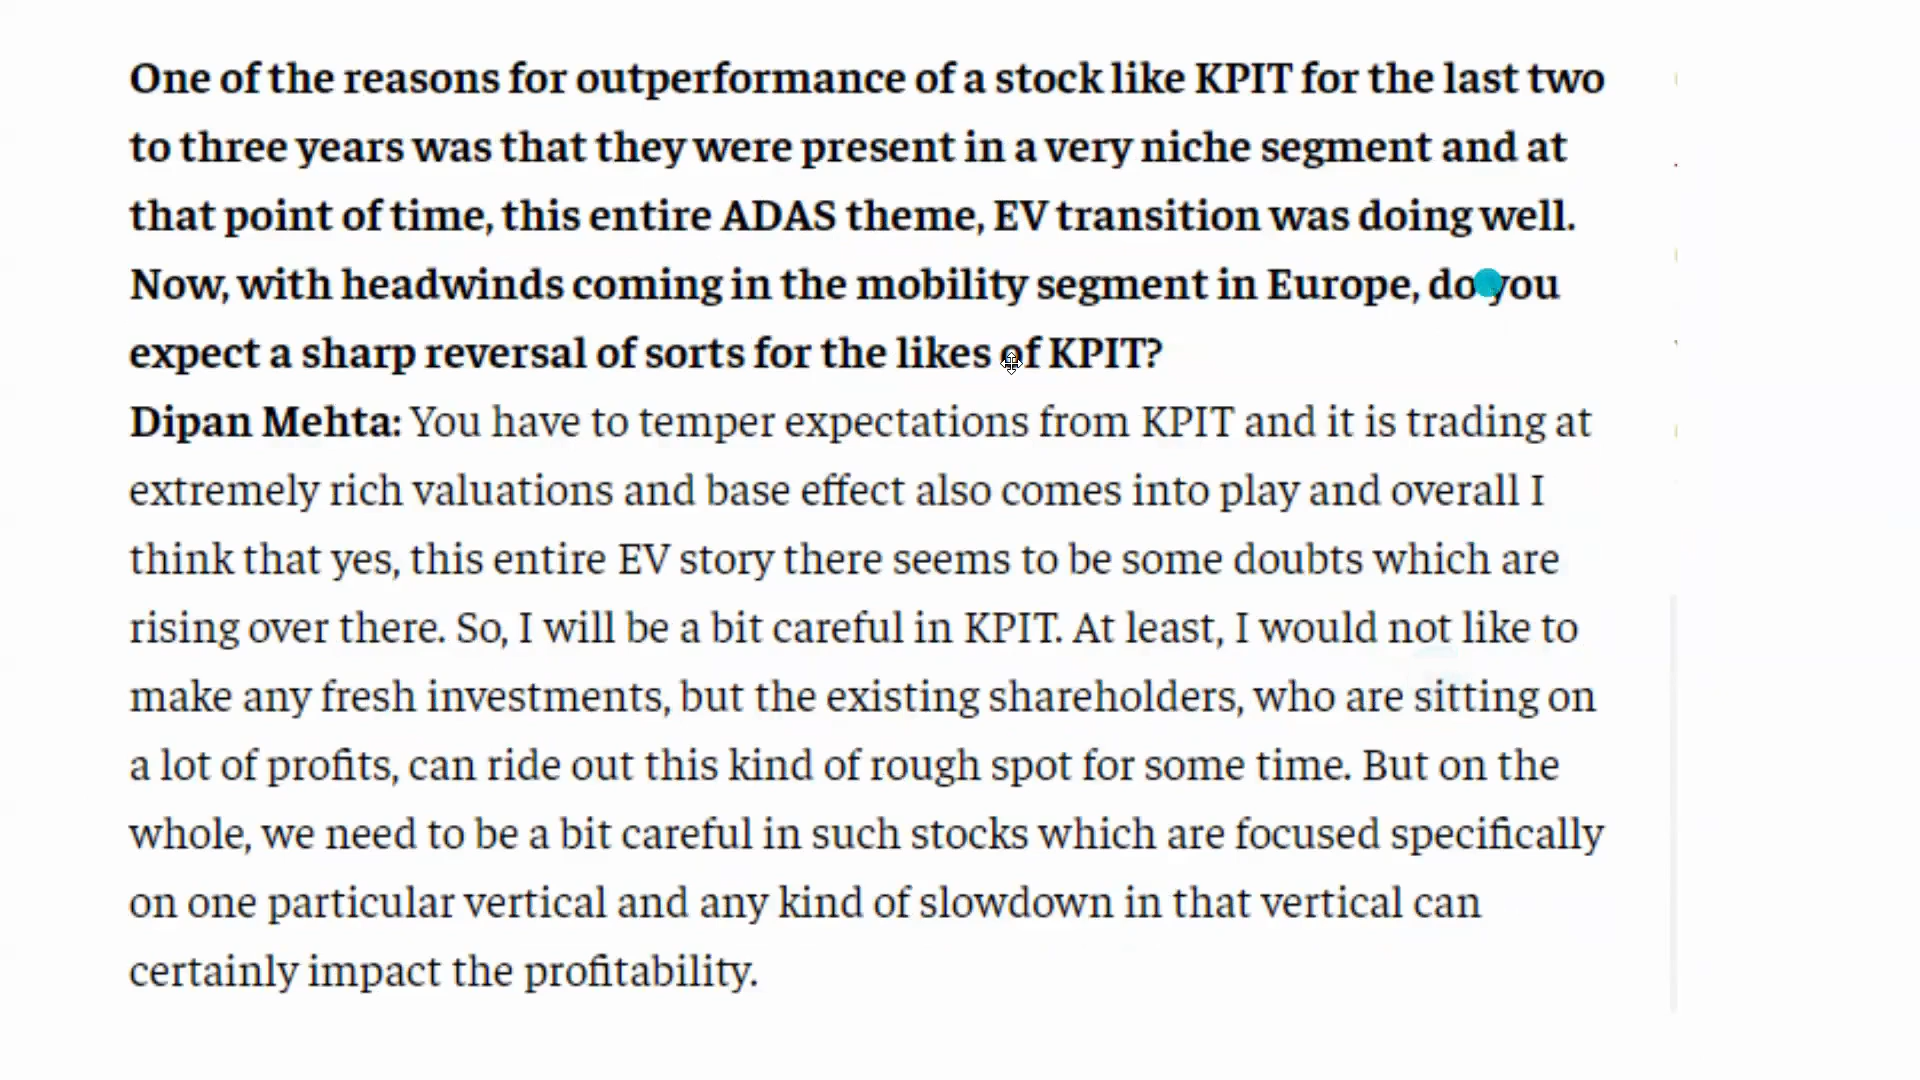 One of the reasons for outperformance of a stock like KPIT for the last two
to three years was that they were present in a very niche segment and at
that point of time, this entire ADAS theme, EV transition was doing well.
Now, with headwinds coming in the mobility segment in Europe, do you
expect a sharp reversal of sorts for the likes of KPIT?
Dipan Mehta: You have to temper expectations from KPIT and it is trading at
extremely rich valuations and base effect also comes into play and overall I
think that yes, this entire EV story there seems to be some doubts which are
rising over there. So, I will be a bit careful in KPIT. At least, I would not like to
make any fresh investments, but the existing shareholders, who are sitting on
a lot of profits, can ride out this kind of rough spot for some time. But on the
whole, we need to be a bit careful in such stocks which are focused specifically
on one particular vertical and any kind of slowdown in that vertical can
certainly impact the profitability.